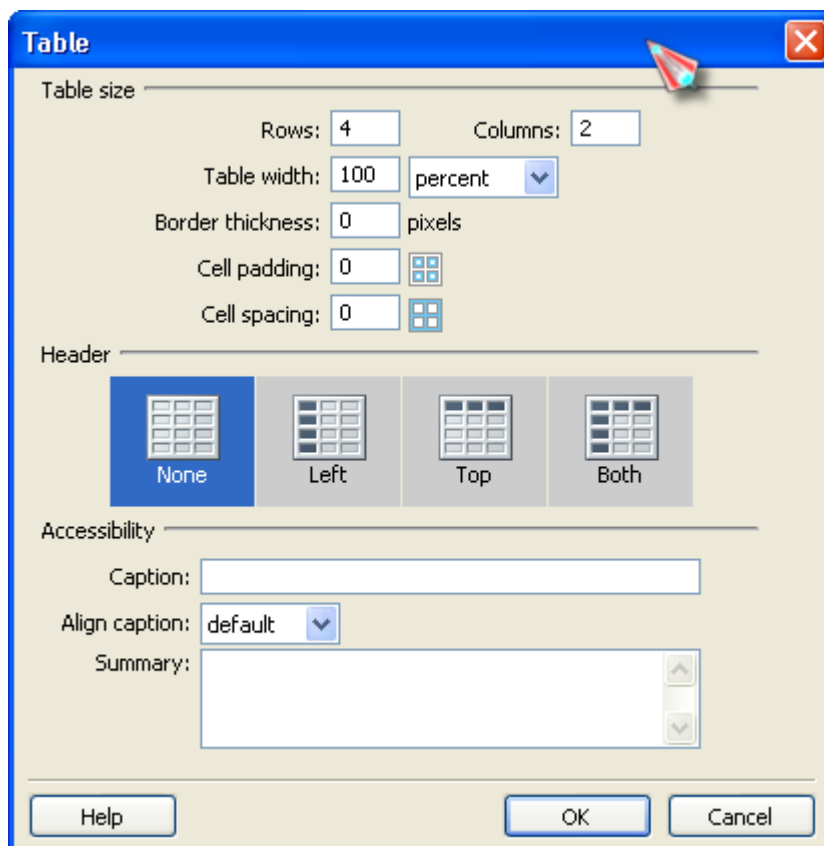 Table
Table size
Rows: 4 Columns: 2
Table width: 100 percent
Border thickness: 0 pixels
Cell padding: 0
Cell spacing: 0
Header
None Left Top Both
Accessibility
Caption:
Align caption: default
Summary:
Help OK Cancel